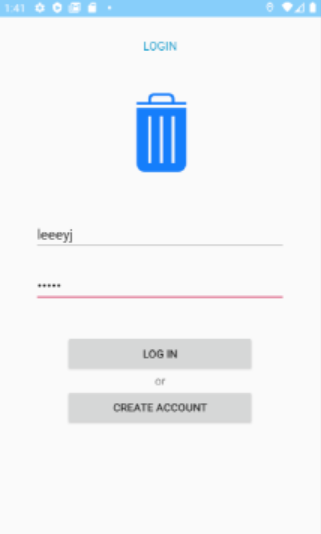 1:41
LOGIN
leeeyj
•••••
LOG IN
or
CREATE ACCOUNT